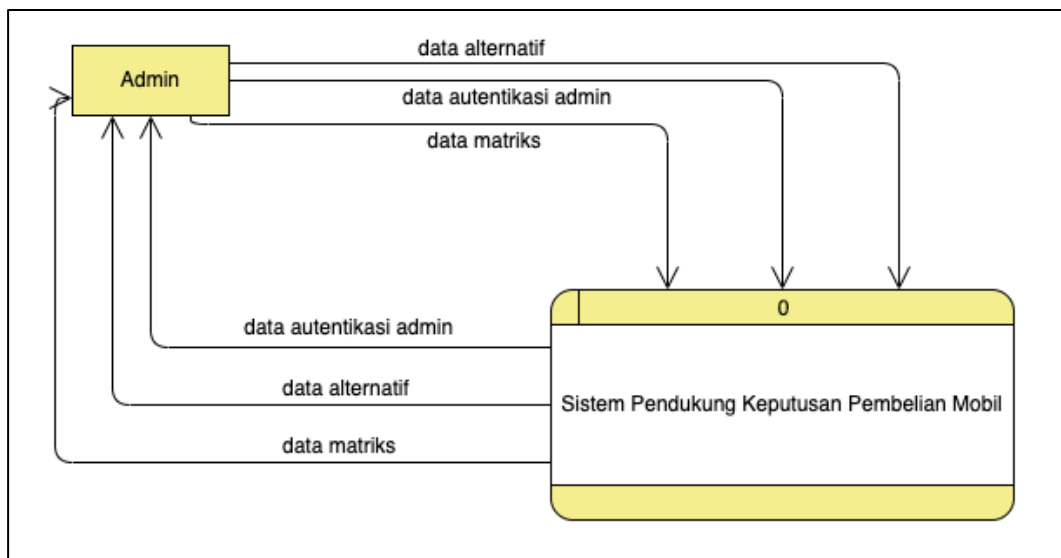 data alternatif
Admin
data autentikasi admin
data matriks
0
data autentikasi admin
data alternatif
Sistem Pendukung Keputusan Pembelian Mobil
data matriks